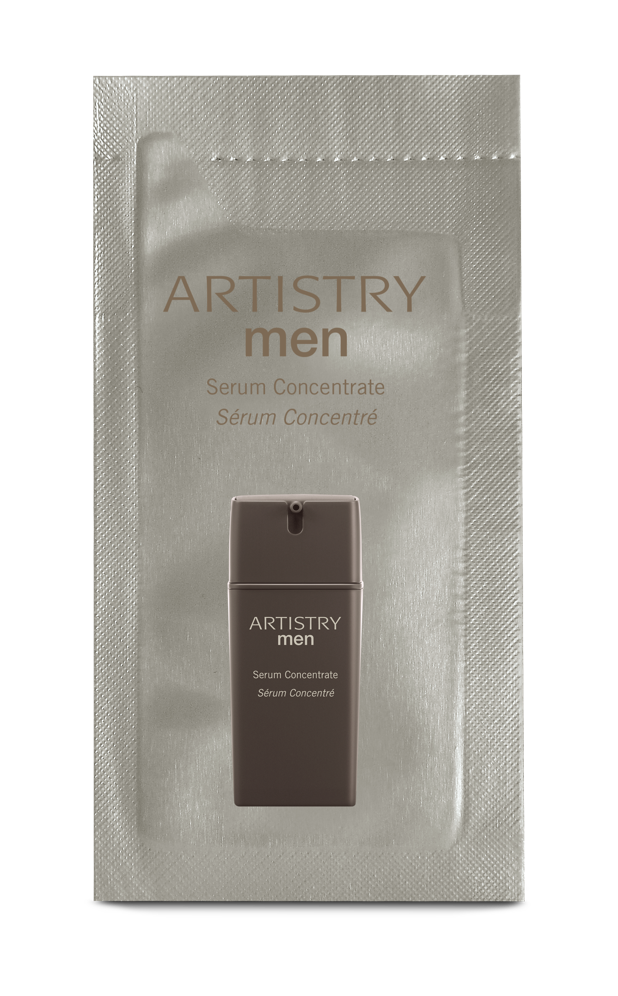 ARTISTRY
men
Serum Concentrate
Sérum Concentré
ARTISTRY
men
Serum Concentrate
Sérum Concentré